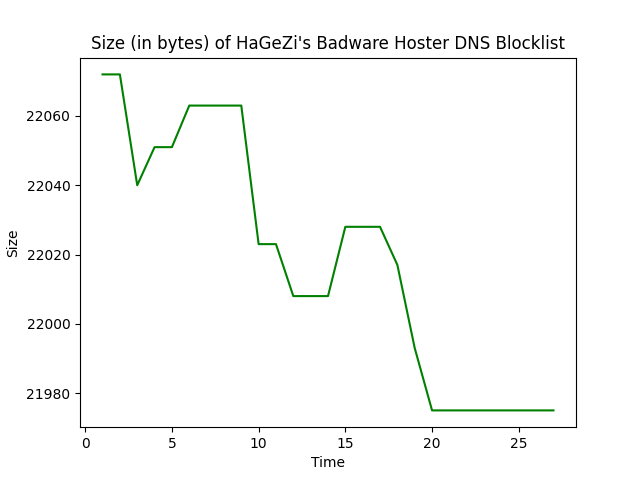 Size (in bytes) of HaGeZi's Badware Hoster DNS Blocklist
22060
22040
22020
22000
21980
Size
0 5 10 15 20 25
Time